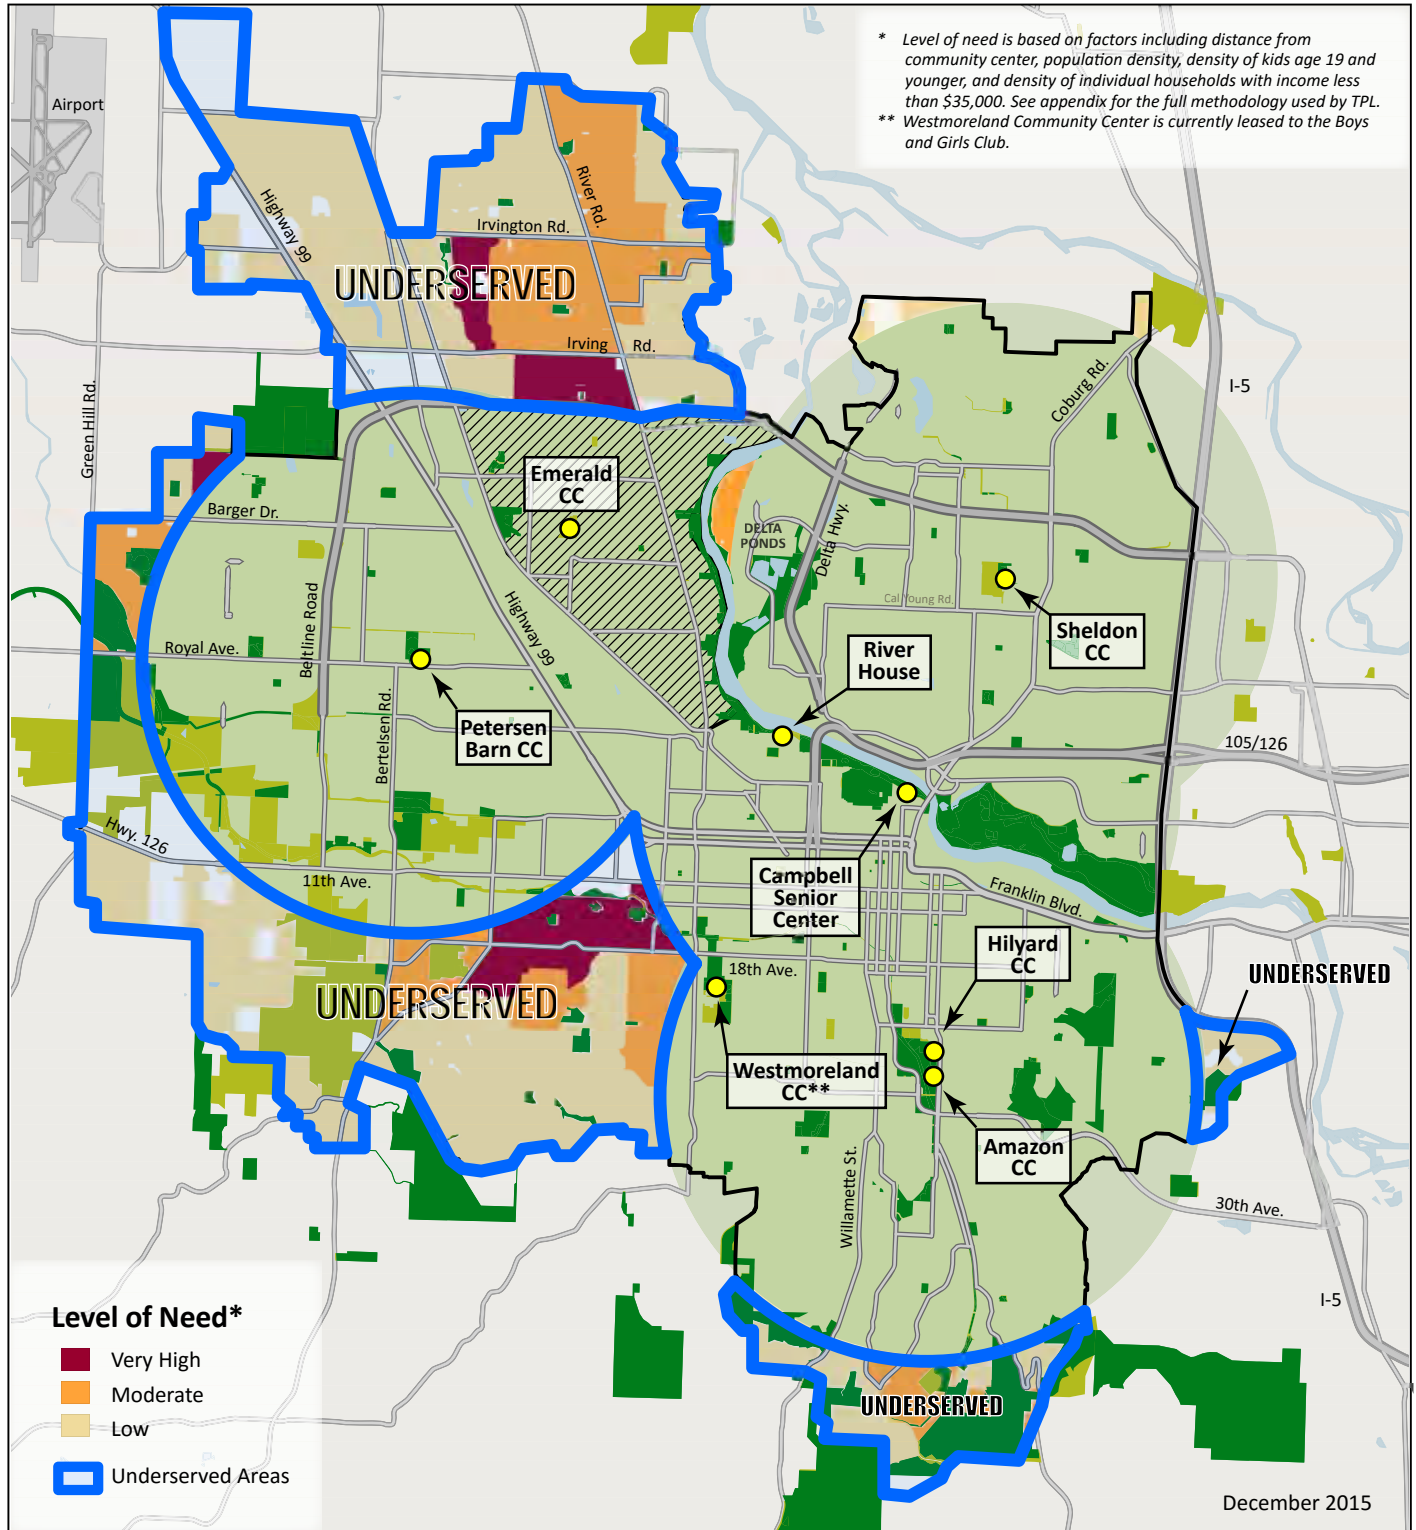 * Level of need is based on factors including distance from
community center, population density, density of kids age 19 and
younger, and density of individual households with income less
than $35,000. See appendix for the full methodology used by TPL.
** Westmoreland Community Center is currently leased to the Boys
and Girls Club.
Airport
Highway 99
River Rd.
Irvington Rd.
UNDERSERVED
Irving Rd.
Green Hill Rd.
I-5
Coburg Rd.
Emerald
CC
Barger Dr.
DELTA
PONDS
Delta Hwy.
Beltline Road
Highway 99
Cal Young Rd.
Sheldon
CC
Royal Ave.
River
House
Petersen
Barn CC
Bertelsen Rd.
105/126
Hwy. 126
11th Ave.
Campbell
Senior
Center
Franklin Blvd.
Hilyard
CC
18th Ave.
UNDERSERVED
UNDERSERVED
Westmoreland
CC**
Amazon
CC
Willamette St.
30th Ave.
I-5
Level of Need*
Very High
Moderate
Low
Underserved Areas
UNDERSERVED
December 2015